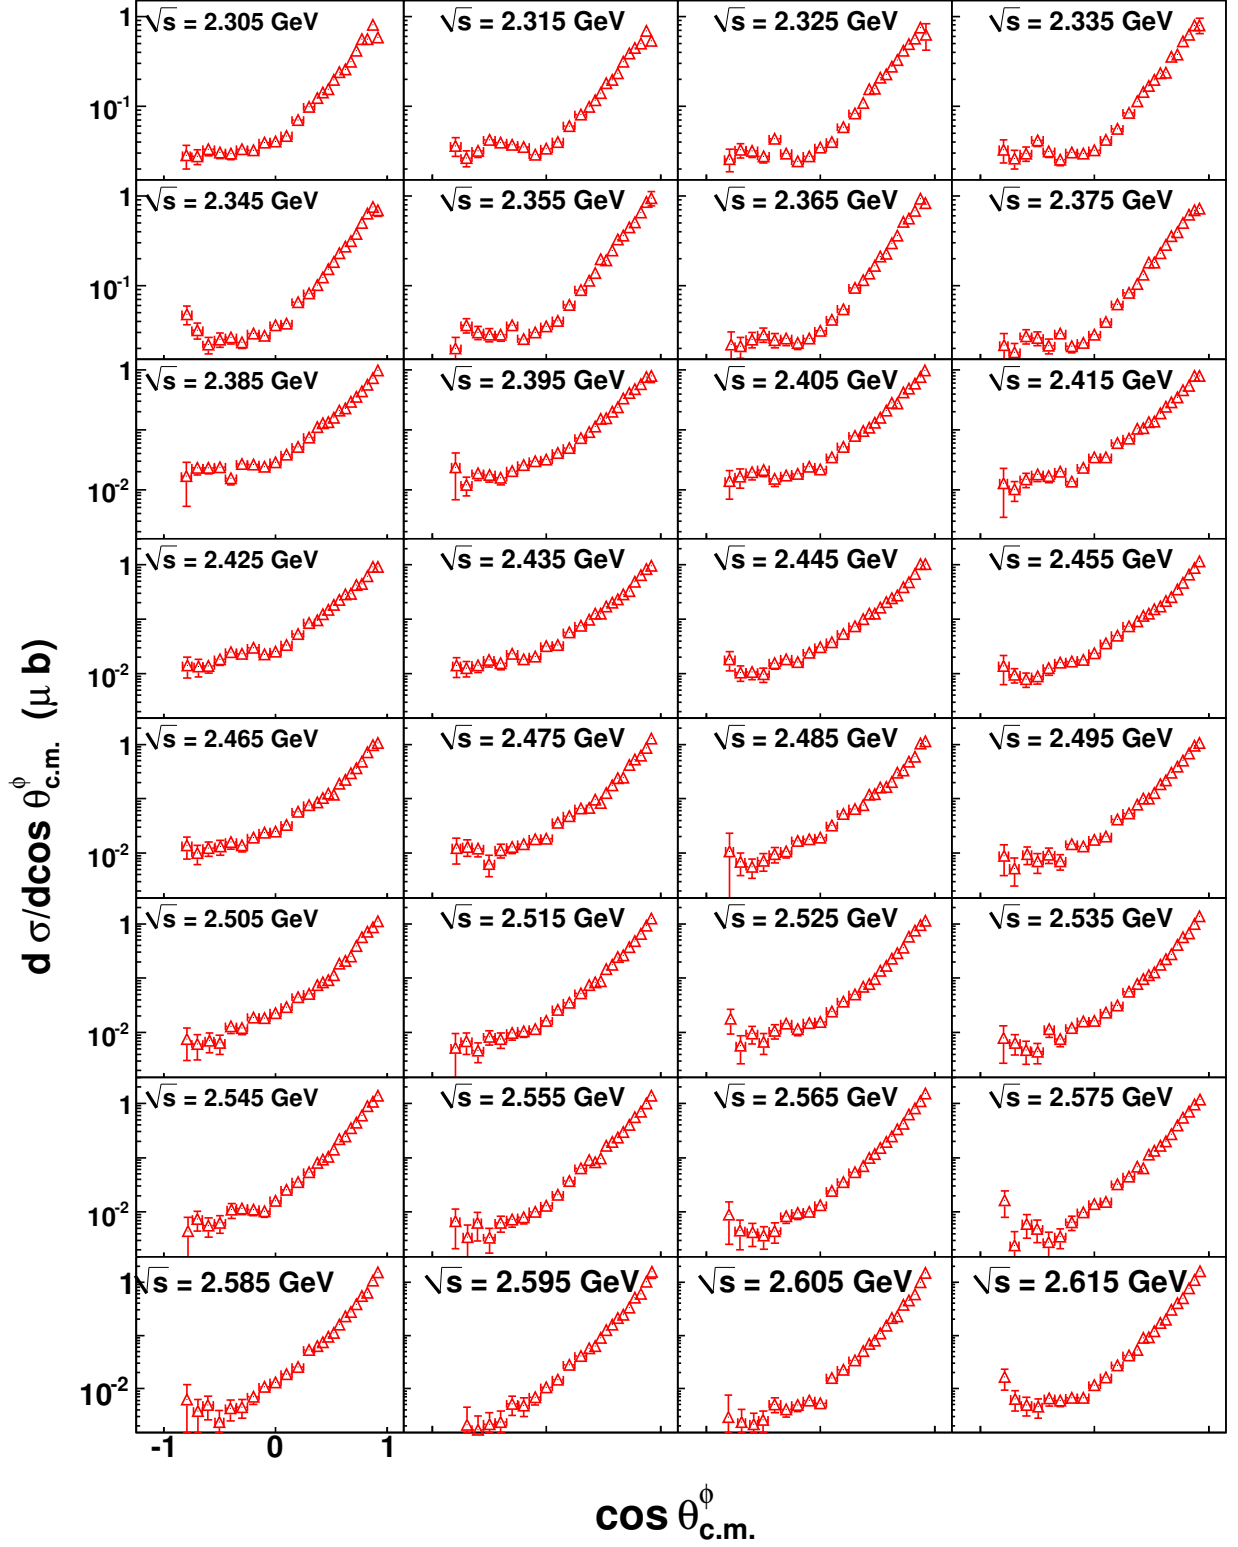 √s = 2.305 GeV √s = 2.315 GeV √s = 2.325 GeV √s = 2.335 GeV
1
10⁻¹
√s = 2.345 GeV √s = 2.355 GeV √s = 2.365 GeV √s = 2.375 GeV
1
10⁻¹
√s = 2.385 GeV √s = 2.395 GeV √s = 2.405 GeV √s = 2.415 GeV
1
10⁻²
√s = 2.425 GeV √s = 2.435 GeV √s = 2.445 GeV √s = 2.455 GeV
1
10⁻²
√s = 2.465 GeV √s = 2.475 GeV √s = 2.485 GeV √s = 2.495 GeV
1
10⁻²
√s = 2.505 GeV √s = 2.515 GeV √s = 2.525 GeV √s = 2.535 GeV
1
10⁻²
√s = 2.545 GeV √s = 2.555 GeV √s = 2.565 GeV √s = 2.575 GeV
1
10⁻²
√s = 2.585 GeV √s = 2.595 GeV √s = 2.605 GeV √s = 2.615 GeV
1
10⁻²
-1 0 1
d σ/dcos θ^ϕ_c.m. (μ b)
cos θ^ϕ_c.m.